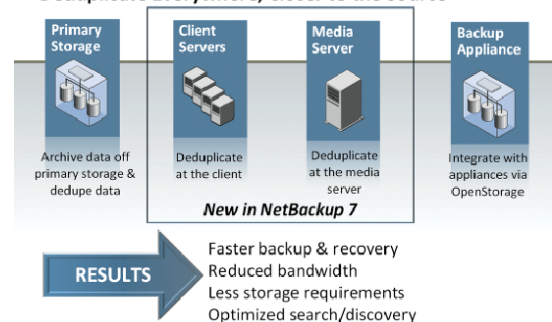 Deduplicate Everywhere, Closer to the Source
Primary
Storage
Client
Servers
Media
Server
Backup
Appliance
Archive data off
primary storage &
dedupe data
Deduplicate
at the client
Deduplicate
at the media
server
Integrate with
appliances via
OpenStorage
New in NetBackup 7
RESULTS
Faster backup & recovery
Reduced bandwidth
Less storage requirements
Optimized search/discovery